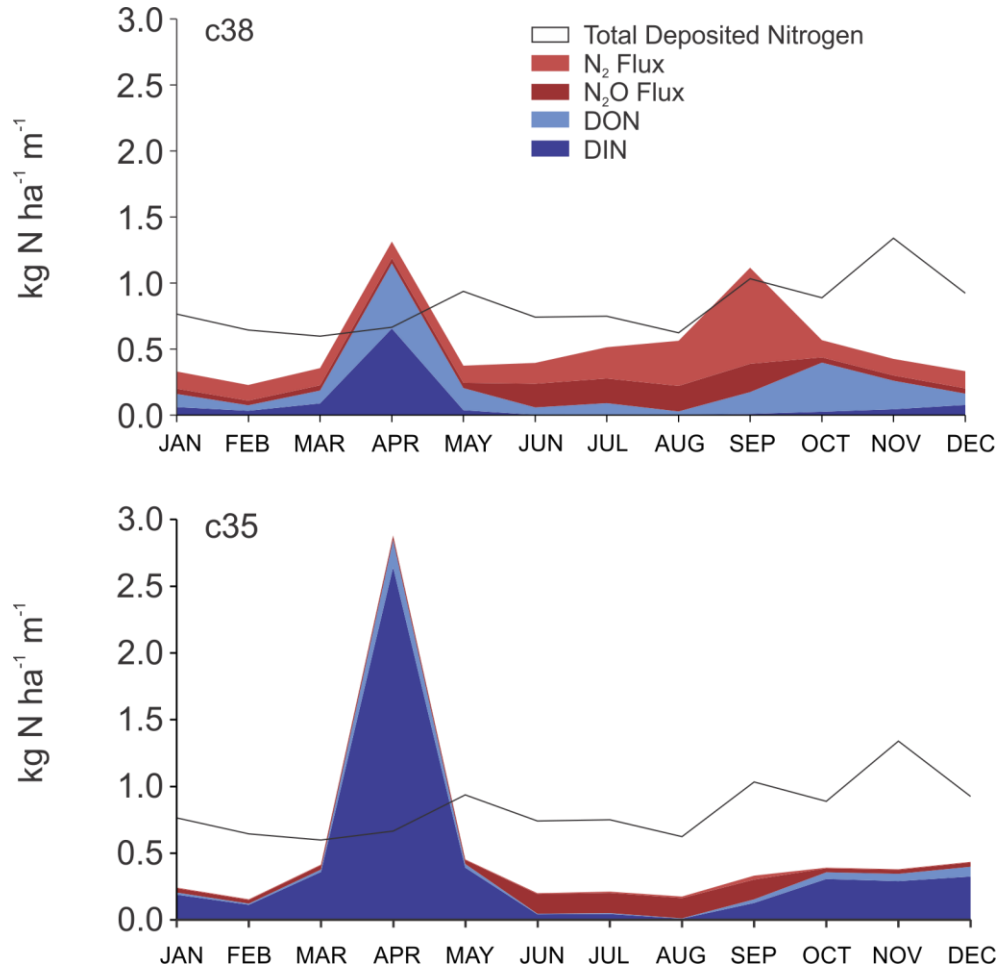 c38
Total Deposited Nitrogen
N₂ Flux
N₂O Flux
DON
DIN
kg N ha⁻¹ m⁻¹
3.0
2.5
2.0
1.5
1.0
0.5
0.0
JAN FEB MAR APR MAY JUN JUL AUG SEP OCT NOV DEC
c35
kg N ha⁻¹ m⁻¹
3.0
2.5
2.0
1.5
1.0
0.5
0.0
JAN FEB MAR APR MAY JUN JUL AUG SEP OCT NOV DEC